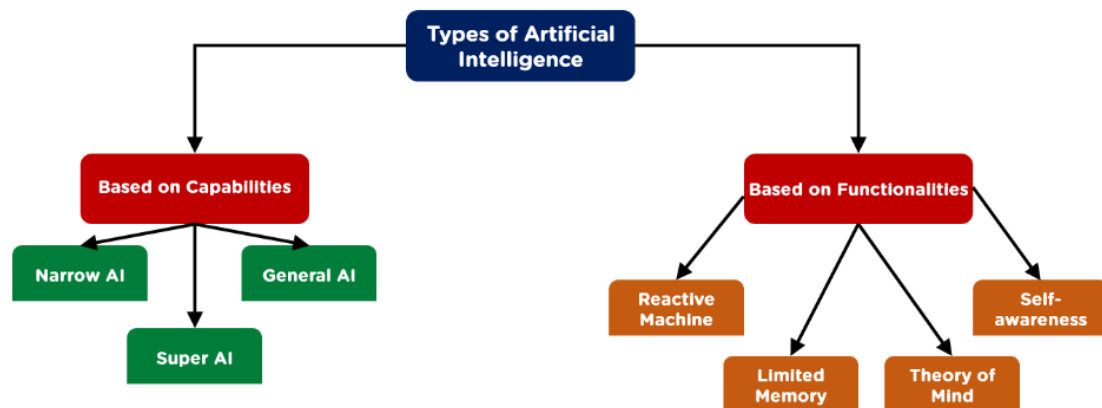 Types of Artificial
Intelligence
Based on Capabilities
Based on Functionalities
Narrow AI
General AI
Super AI
Reactive
Machine
Self-
awareness
Limited
Memory
Theory of
Mind